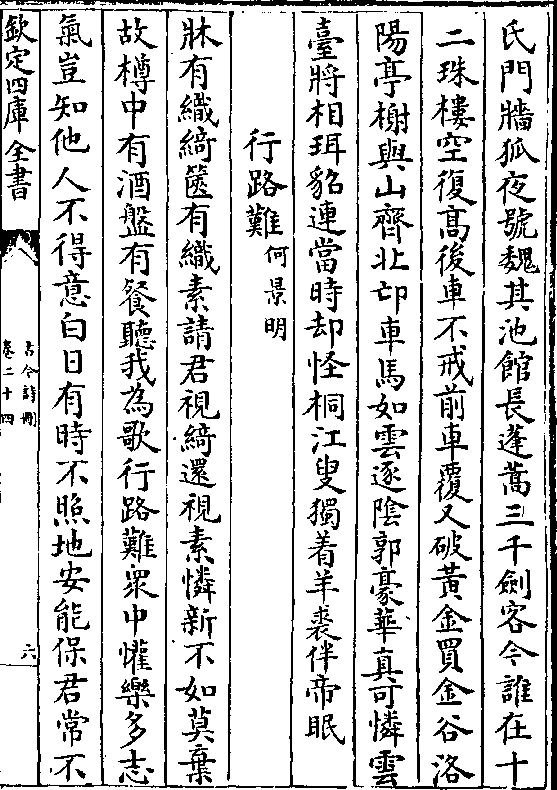 氏門牆狐夜號魏其池館長蓬蒿三千劍客今誰在十
二珠樓空復髙後車不戒前車覆又破黃金買金谷洛
陽亭榭與山齊北邙車馬如雲逐陰郭豪華真可憐雲
臺將相珥貂連當時却怪桐江叟獨着羊裘伴帝眠
行路難何景明
牀有織綺篋有織素請君視綺還視素憐新不如莫棄
故樽中有酒盤有餐聽我為歌行路難衆中懽樂多志
氣豈知他人不得意白日有時不照地安能保君常不
欽定四庫全書
古今詩刪
卷二十四
六